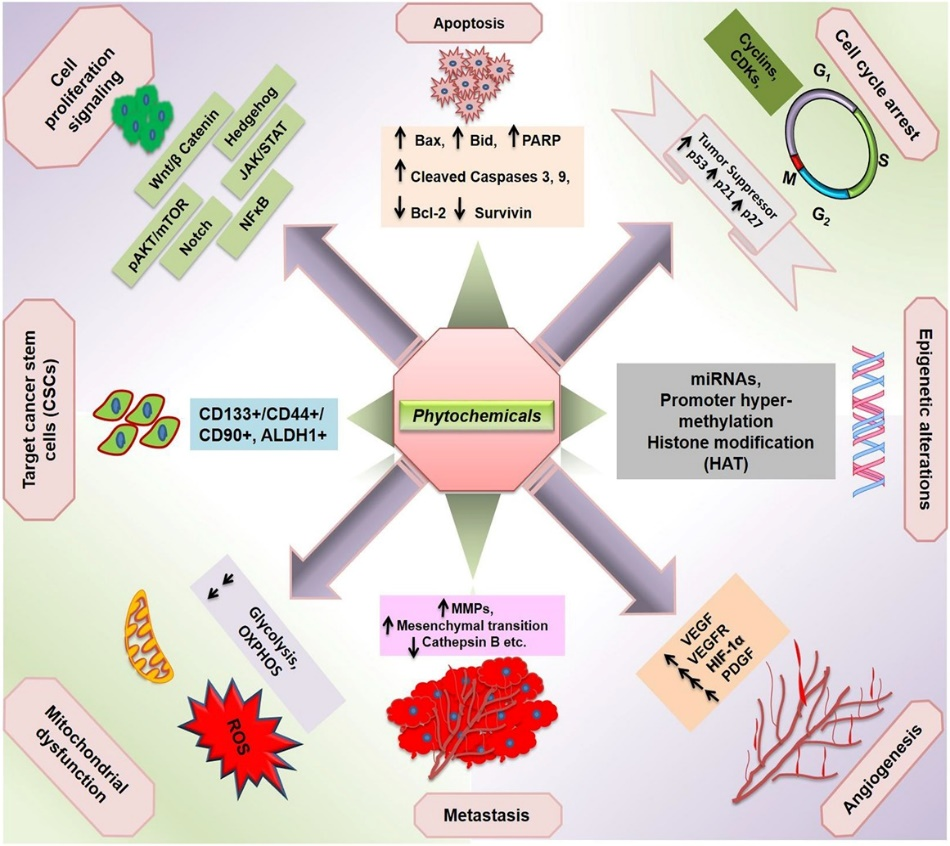 Apoptosis
↑ Bax, ↑ Bid, ↑ PARP
↑ Cleaved Caspases 3, 9,
↓ Bcl-2 ↓ Survivin
Cell
proliferation
signaling
Wnt/β Catenin
Hedgehog
JAK/STAT
pAKT/mTOR
Notch
NFκB
Cell cycle arrest
Cyclins,
CDKs,
G1
S
G2
M
Tumor Suppressor
↑ p53 ↑ p21 ↑ p27
Target cancer stem
cells (CSCs)
CD133+/CD44+/
CD90+, ALDH1+
Phytochemicals
miRNAs,
Promoter hyper-
methylation
Histone modification
(HAT)
Epigenetic alterations
Mitochondrial
dysfunction
↓ Glycolysis,
↓ OXPHOS
ROS
↑ MMPs,
↑ Mesenchymal transition
↓ Cathepsin B etc.
Metastasis
↑ VEGF
↑ VEGFR
↑ HIF-1α
↑ PDGF
Angiogenesis